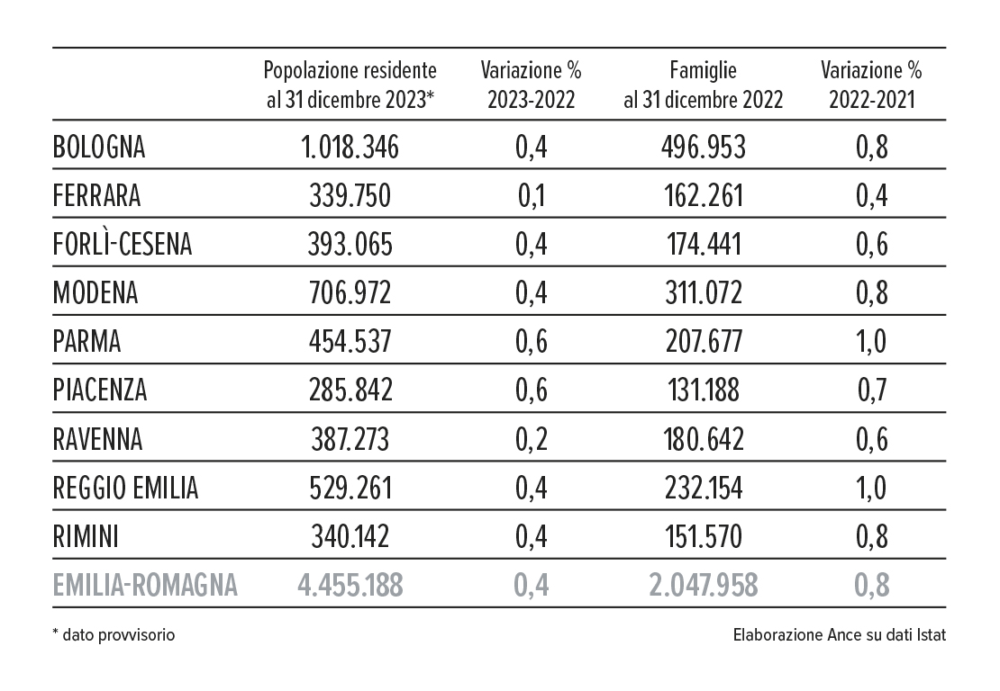 Popolazione residente Variazione % Famiglie Variazione %
al 31 dicembre 2023* 2023-2022 al 31 dicembre 2022 2022-2021
BOLOGNA 1.018.346 0,4 496.953 0,8
FERRARA 339.750 0,1 162.261 0,4
FORLÌ-CESENA 393.065 0,4 174.441 0,6
MODENA 706.972 0,4 311.072 0,8
PARMA 454.537 0,6 207.677 1,0
PIACENZA 285.842 0,6 131.188 0,7
RAVENNA 387.273 0,2 180.642 0,6
REGGIO EMILIA 529.261 0,4 232.154 1,0
RIMINI 340.142 0,4 151.570 0,8
EMILIA-ROMAGNA 4.455.188 0,4 2.047.958 0,8
* dato provvisorio Elaborazione Ance su dati Istat